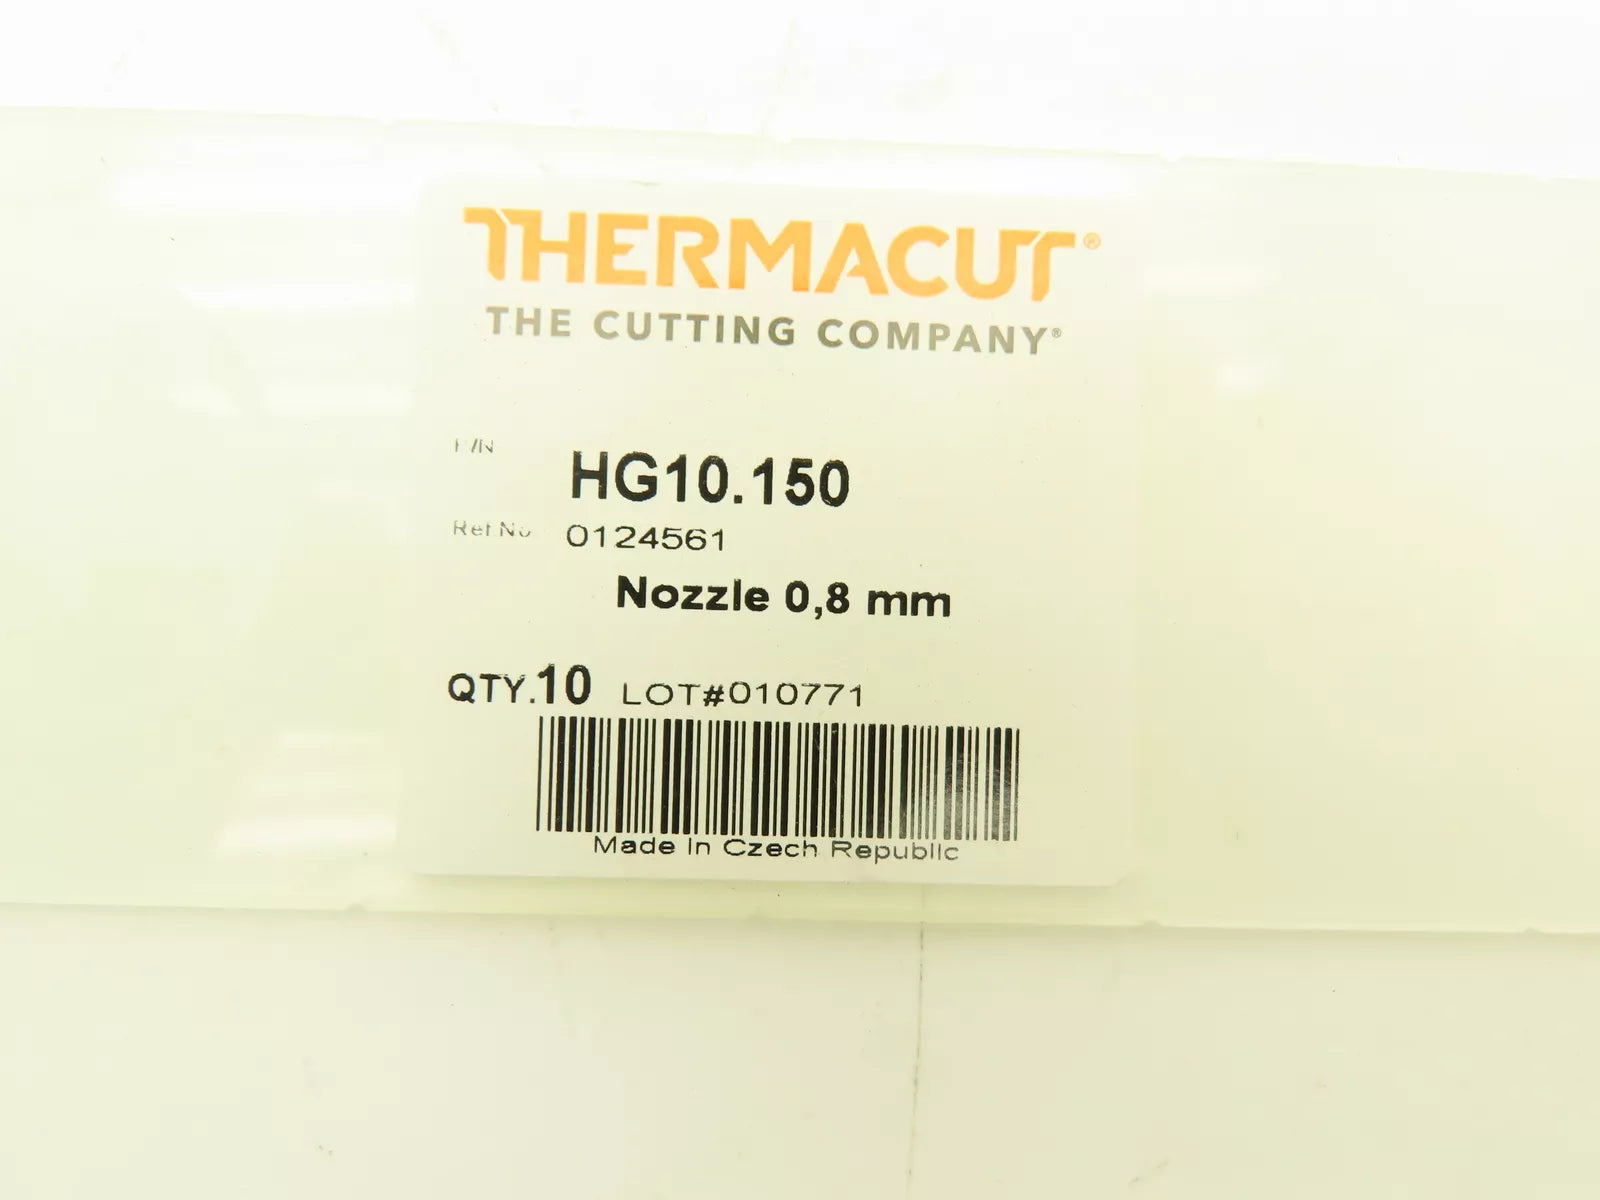 THERMACUT®
THE CUTTING COMPANY®
P/N HG10.150
Ref.No 0124561
Nozzle 0,8 mm
QTY.10 LOT#010771
Made in Czech Republic